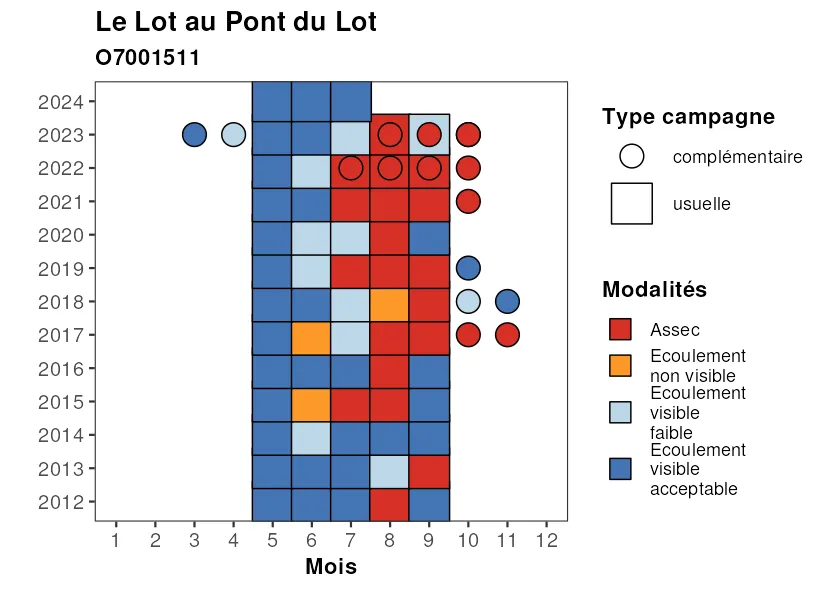 Le Lot au Pont du Lot
O7001511
2024
2023
2022
2021
2020
2019
2018
2017
2016
2015
2014
2013
2012
1 2 3 4 5 6 7 8 9 10 11 12
Mois
Type campagne
complémentaire
usuelle
Modalités
Assec
Ecoulement
non visible
Ecoulement
visible
faible
Ecoulement
visible
acceptable